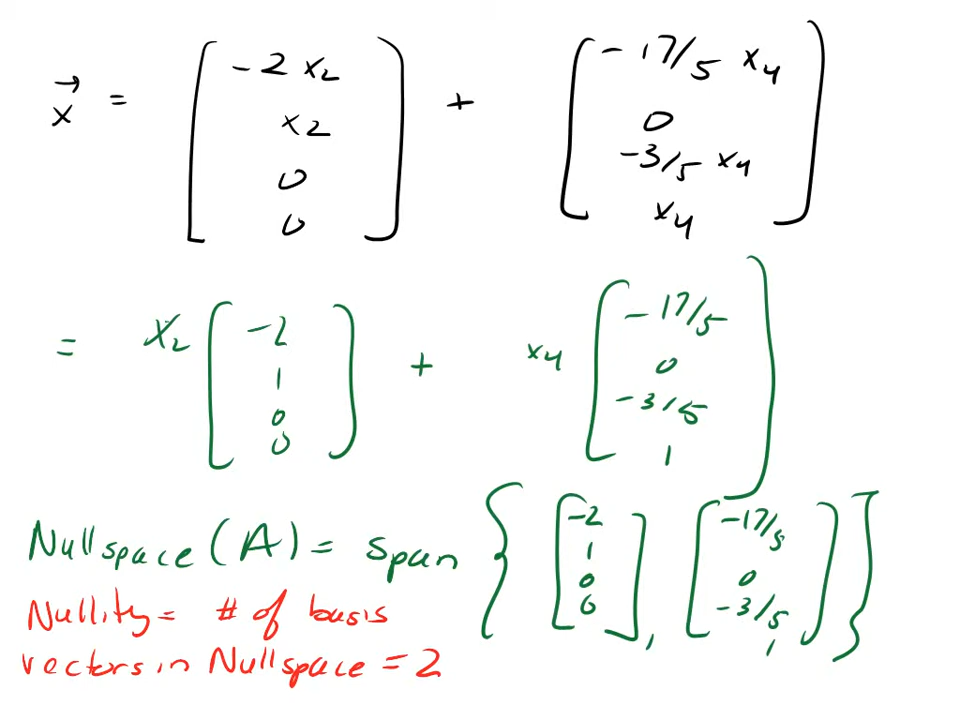 x⃗ = [ -2x₂ x₂ 0 0 ] + [ -17/5 x₄ 0 -3/5 x₄ x₄ ]
= x₂ [ -2 1 0 0 ] + x₄ [ -17/5 0 -3/5 1 ]
Nullspace(A) = span { [ -2 1 0 0 ], [ -17/5 0 -3/5 1 ] }
Nullity = # of basis
vectors in Nullspace = 2